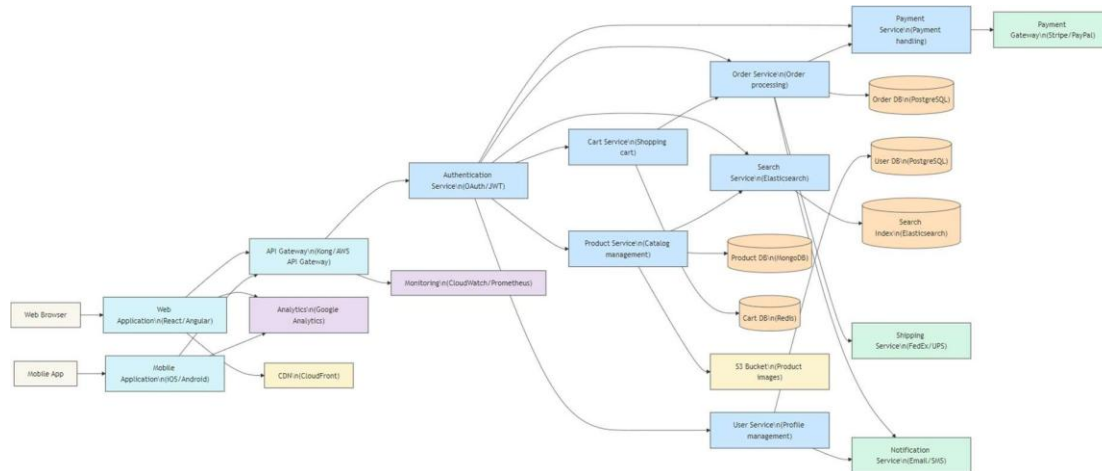 Payment
Service\n(Payment
handling)
Payment
Gateway\n(Stripe/PayPal)
Order Service\n(Order
processing)
Order DB\n(PostgreSQL)
Cart Service\n(Shopping
cart)
User DB\n(PostgreSQL)
Authentication
Service\n(OAuth/JWT)
Search
Service\n(Elasticsearch)
Search
Index\n(Elasticsearch)
API Gateway\n(Kong/AWS
API Gateway)
Product Service\n(Catalog
management)
Product DB\n(MongoDB)
Monitoring\n(CloudWatch/Prometheus)
Web Browser
Web
Application\n(React/Angular)
Analytics\n(Google
Analytics)
Cart DB\n(Redis)
Shipping
Service\n(FedEx/UPS)
Mobile App
Mobile
Application\n(iOS/Android)
CDN\n(CloudFront)
S3 Bucket\n(Product
Images)
User Service\n(Profile
management)
Notification
Service\n(Email/SMS)